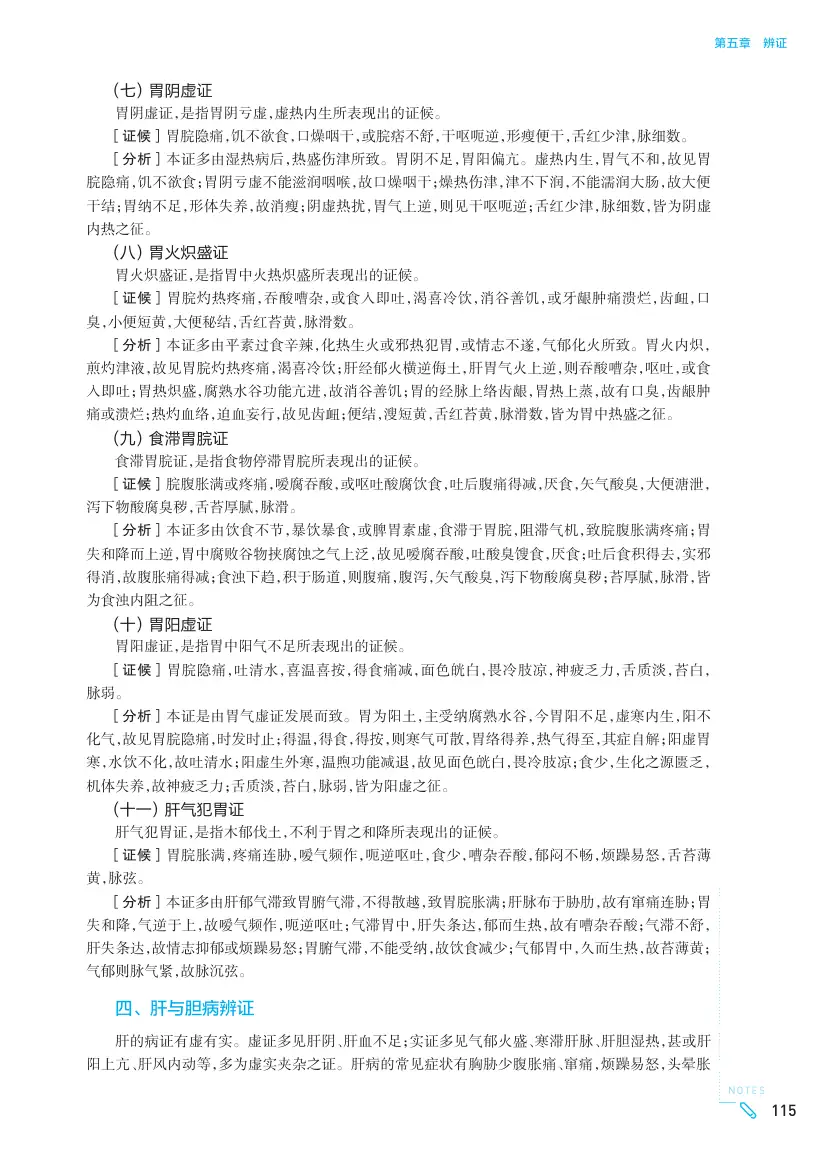 第五章　辨证
（七）胃阴虚证
胃阴虚证,是指胃阴亏虚,虚热内生所表现出的证候。
［证候］胃脘隐痛,饥不欲食,口燥咽干,或脘痞不舒,干呕呃逆,形瘦便干,舌红少津,脉细数。
［分析］本证多由湿热病后,热盛伤津所致。胃阴不足,胃阳偏亢。虚热内生,胃气不和,故见胃
脘隐痛,饥不欲食;胃阴亏虚不能滋润咽喉,故口燥咽干;燥热伤津,津不下润,不能濡润大肠,故大便
干结;胃纳不足,形体失养,故消瘦;阴虚热扰,胃气上逆,则见干呕呃逆;舌红少津,脉细数,皆为阴虚
内热之征。
（八）胃火炽盛证
胃火炽盛证,是指胃中火热炽盛所表现出的证候。
［证候］胃脘灼热疼痛,吞酸嘈杂,或食入即吐,渴喜冷饮,消谷善饥,或牙龈肿痛溃烂,齿衄,口
臭,小便短黄,大便秘结,舌红苔黄,脉滑数。
［分析］本证多由平素过食辛辣,化热生火或邪热犯胃,或情志不遂,气郁化火所致。胃火内炽,
煎灼津液,故见胃脘灼热疼痛,渴喜冷饮;肝经郁火横逆侮土,肝胃气火上逆,则吞酸嘈杂,呕吐,或食
入即吐;胃热炽盛,腐熟水谷功能亢进,故消谷善饥;胃的经脉上络齿龈,胃热上蒸,故有口臭,齿龈肿
痛或溃烂;热灼血络,迫血妄行,故见齿衄;便结,溲短黄,舌红苔黄,脉滑数,皆为胃中热盛之征。
（九）食滞胃脘证
食滞胃脘证,是指食物停滞胃脘所表现出的证候。
［证候］脘腹胀满或疼痛,嗳腐吞酸,或呕吐酸腐饮食,吐后腹痛得减,厌食,矢气酸臭,大便溏泄,
泻下物酸腐臭秽,舌苔厚腻,脉滑。
［分析］本证多由饮食不节,暴饮暴食,或脾胃素虚,食滞于胃脘,阻滞气机,致脘腹胀满疼痛;胃
失和降而上逆,胃中腐败谷物挟腐蚀之气上泛,故见嗳腐吞酸,吐酸臭馊食,厌食;吐后食积得去,实邪
得消,故腹胀痛得减;食浊下趋,积于肠道,则腹痛,腹泻,矢气酸臭,泻下物酸腐臭秽;苔厚腻,脉滑,皆
为食浊内阻之征。
（十）胃阳虚证
胃阳虚证,是指胃中阳气不足所表现出的证候。
［证候］胃脘隐痛,吐清水,喜温喜按,得食痛减,面色㿠白,畏冷肢凉,神疲乏力,舌质淡,苔白,
脉弱。
［分析］本证是由胃气虚证发展而致。胃为阳土,主受纳腐熟水谷,今胃阳不足,虚寒内生,阳不
化气,故见胃脘隐痛,时发时止;得温,得食,得按,则寒气可散,胃络得养,热气得至,其症自解;阳虚胃
寒,水饮不化,故吐清水;阳虚生外寒,温煦功能减退,故见面色㿠白,畏冷肢凉;食少,生化之源匮乏,
机体失养,故神疲乏力;舌质淡,苔白,脉弱,皆为阳虚之征。
（十一）肝气犯胃证
肝气犯胃证,是指木郁伐土,不利于胃之和降所表现出的证候。
［证候］胃脘胀满,疼痛连胁,嗳气频作,呃逆呕吐,食少,嘈杂吞酸,郁闷不畅,烦躁易怒,舌苔薄
黄,脉弦。
［分析］本证多由肝郁气滞致胃腑气滞,不得散越,致胃脘胀满;肝脉布于胁肋,故有窜痛连胁;胃
失和降,气逆于上,故嗳气频作,呃逆呕吐;气滞胃中,肝失条达,郁而生热,故有嘈杂吞酸;气滞不舒,
肝失条达,故情志抑郁或烦躁易怒;胃腑气滞,不能受纳,故饮食减少;气郁胃中,久而生热,故苔薄黄;
气郁则脉气紧,故脉沉弦。
四、肝与胆病辨证
肝的病证有虚有实。虚证多见肝阴、肝血不足;实证多见气郁火盛、寒滞肝脉、肝胆湿热,甚或肝
阳上亢、肝风内动等,多为虚实夹杂之证。肝病的常见症状有胸胁少腹胀痛、窜痛,烦躁易怒,头晕胀
NOTES
115